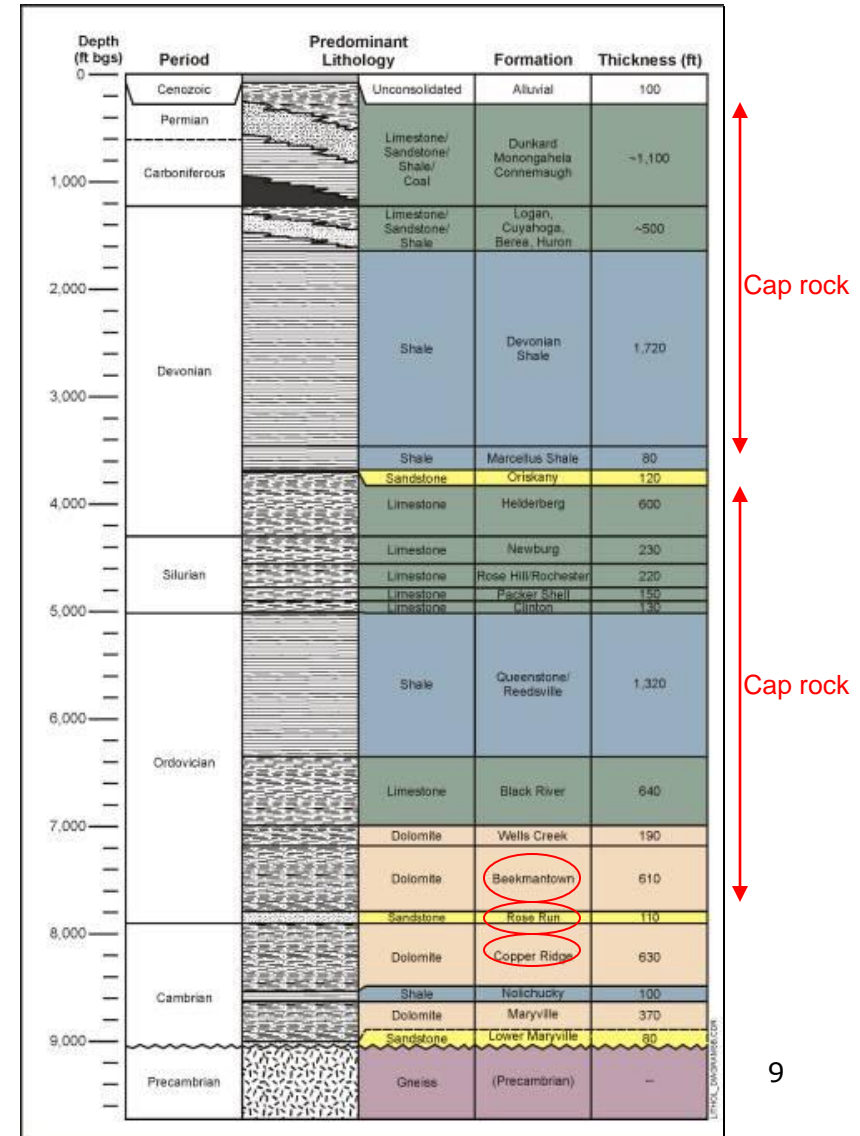 Depth
(ft bgs)
Period
Predominant
Lithology
Formation
Thickness (ft)
0
Cenozoic
Unconsolidated
Alluvial
100
Permian
Carboniferous
1,000
Limestone/
Sandstone/
Shale/
Coal
Dunkard
Monongahela
Connemaugh
~1,100
Limestone/
Sandstone/
Shale
Logan,
Cuyahoga,
Berea, Huron
~500
2,000
Cap rock
Devonian
Shale
Devonian
Shale
1,720
3,000
Shale
Marcellus Shale
80
Sandstone
Oriskany
120
4,000
Limestone
Helderberg
600
Silurian
Limestone
Newburg
230
Limestone
Rose Hill/Rochester
220
Limestone
Packer Shell
150
Limestone
Clinton
130
5,000
Shale
Queenstone/
Reedsville
1,320
Cap rock
6,000
Ordovician
Limestone
Black River
640
7,000
Dolomite
Wells Creek
190
Dolomite
Beekmantown
610
Sandstone
Rose Run
110
8,000
Dolomite
Copper Ridge
630
Cambrian
Shale
Nolichucky
100
Dolomite
Maryville
370
9,000
Sandstone
Lower Maryville
80
Precambrian
Gneiss
(Precambrian)
--
9